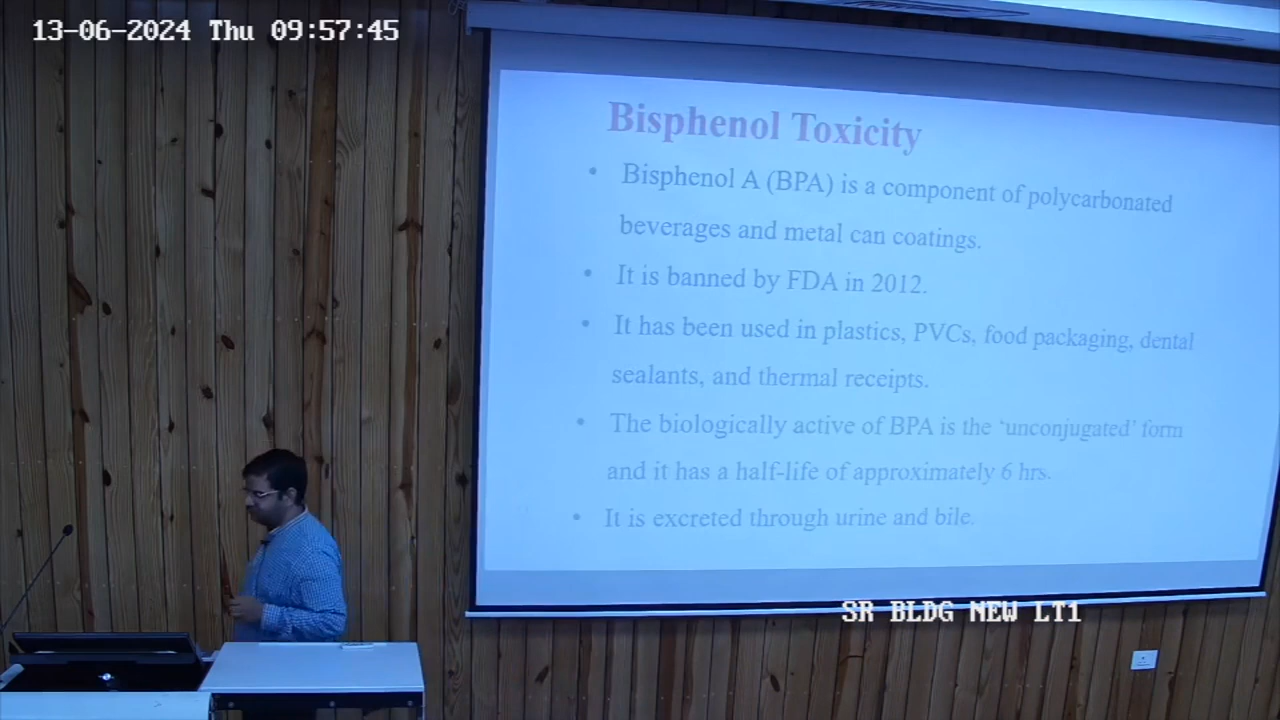 13-06-2024 Thu 09:57:45
Bisphenol Toxicity
• Bisphenol A (BPA) is a component of polycarbonated
beverages and metal can coatings.
• It is banned by FDA in 2012.
• It has been used in plastics, PVCs, food packaging, dental
sealants, and thermal receipts.
• The biologically active of BPA is the ‘unconjugated’ form
and it has a half-life of approximately 6 hrs.
• It is excreted through urine and bile.
SR BLDG NEW LT1